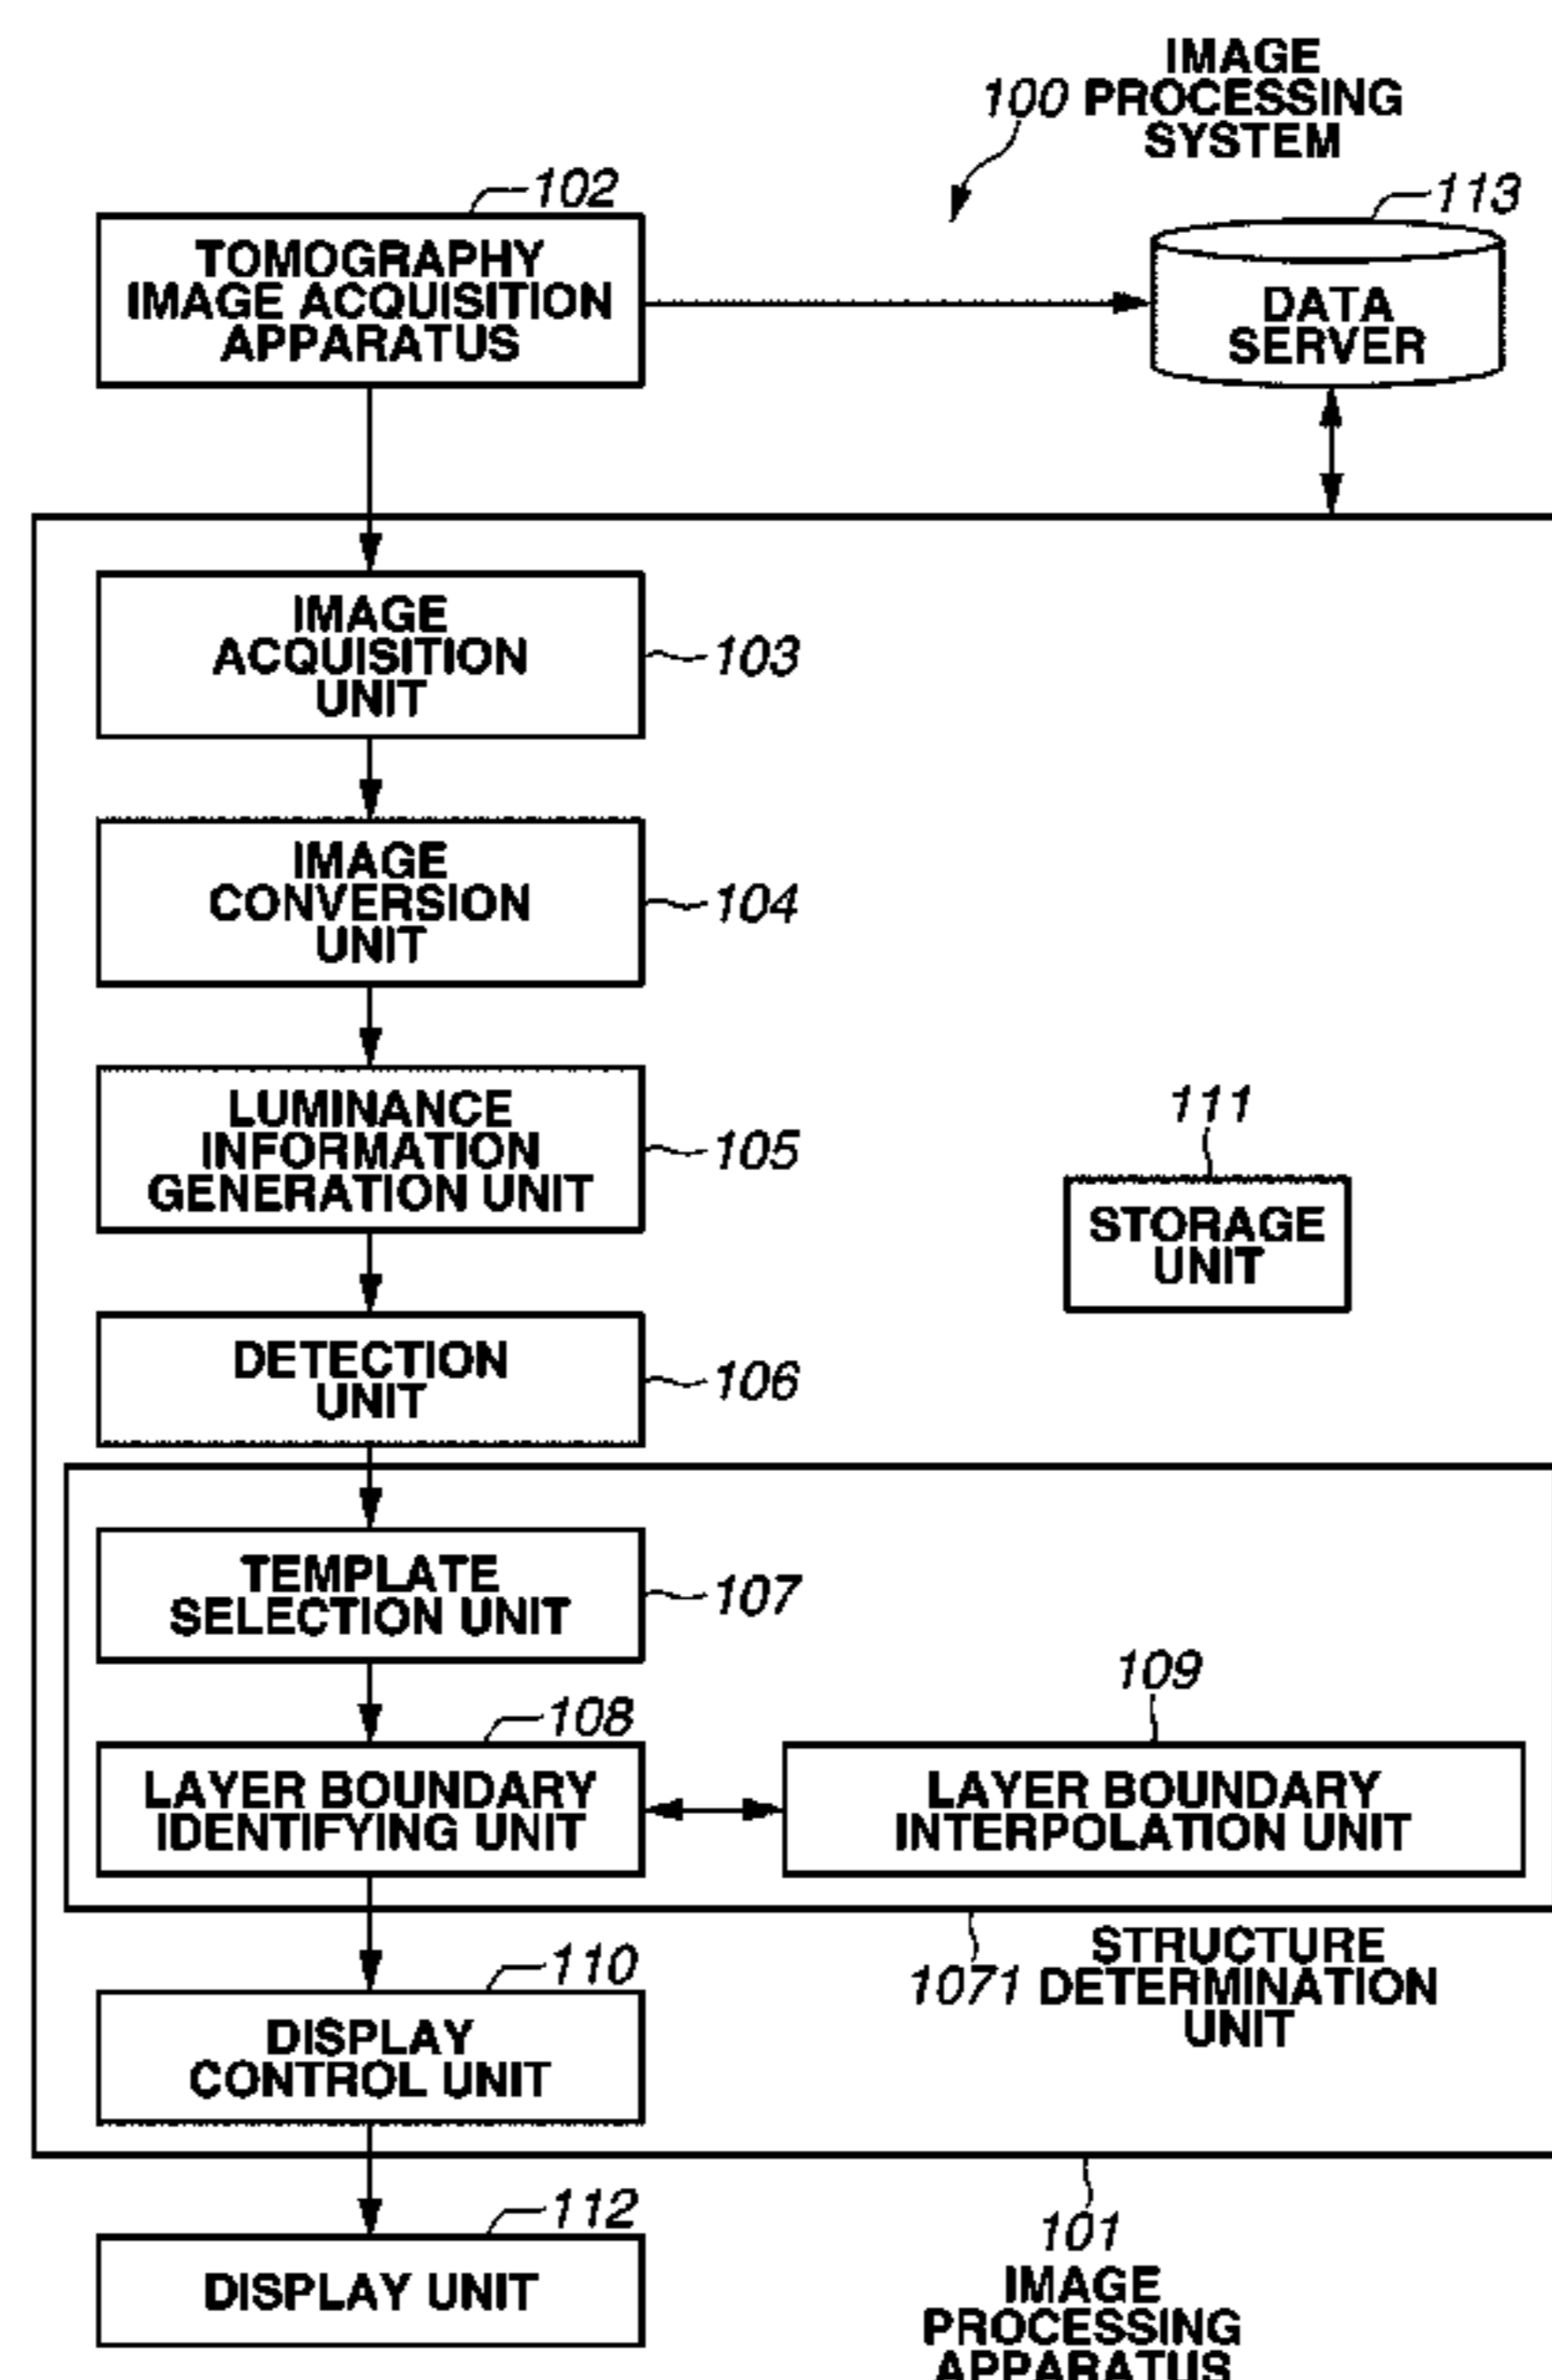 IMAGE
100 PROCESSING
SYSTEM
102
113
TOMOGRAPHY
IMAGE ACQUISITION
APPARATUS
DATA
SERVER
IMAGE
ACQUISITION
UNIT
103
IMAGE
CONVERSION
UNIT
104
LUMINANCE
INFORMATION
GENERATION UNIT
105
111
STORAGE
UNIT
DETECTION
UNIT
106
TEMPLATE
SELECTION UNIT
107
109
108
LAYER BOUNDARY
IDENTIFYING UNIT
LAYER BOUNDARY
INTERPOLATION UNIT
STRUCTURE
1071 DETERMINATION
UNIT
110
DISPLAY
CONTROL UNIT
112
DISPLAY UNIT
101
IMAGE
PROCESSING
APPARATUS